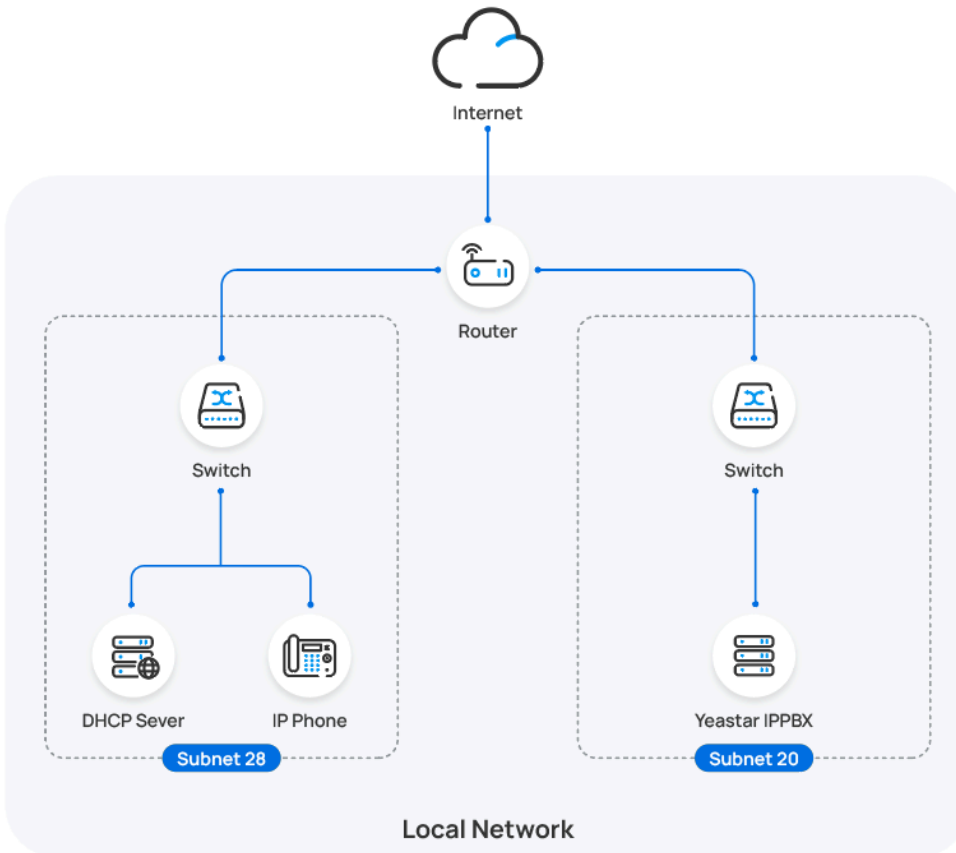 Internet
Router
Switch
Switch
DHCP Sever
IP Phone
Yeastar IPPBX
Subnet 28
Subnet 20
Local Network